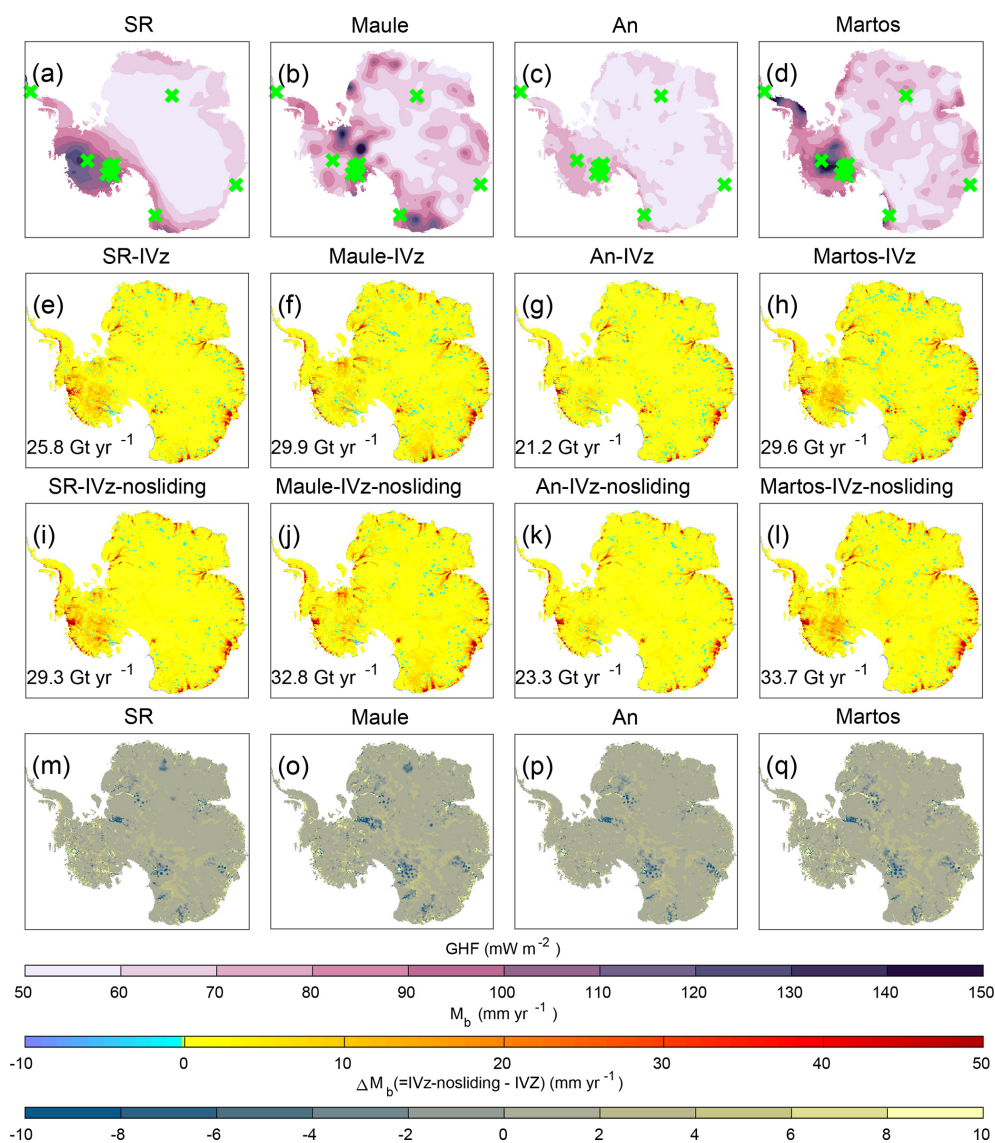 SR Maule An Martos
(a) (b) (c) (d)
SR-IVz Maule-IVz An-IVz Martos-IVz
(e) (f) (g) (h)
25.8 Gt yr -1 29.9 Gt yr -1 21.2 Gt yr -1 29.6 Gt yr -1
SR-IVz-nosliding Maule-IVz-nosliding An-IVz-nosliding Martos-IVz-nosliding
(i) (j) (k) (l)
29.3 Gt yr -1 32.8 Gt yr -1 23.3 Gt yr -1 33.7 Gt yr -1
SR Maule An Martos
(m) (o) (p) (q)
GHF (mW m-2)
50 60 70 80 90 100 110 120 130 140 150
Mb (mm yr-1)
-10 0 10 20 30 40 50
ΔMb(=IVz-nosliding - IVZ) (mm yr-1)
-10 -8 -6 -4 -2 0 2 4 6 8 10